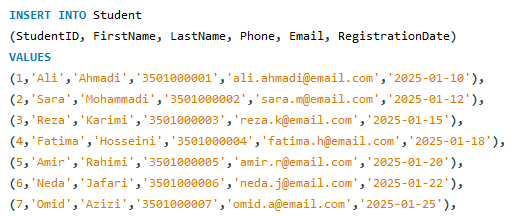 INSERT INTO Student
(StudentID, FirstName, LastName, Phone, Email, RegistrationDate)
VALUES
(1,'Ali','Ahmadi','3501000001','ali.ahmadi@email.com','2025-01-10'),
(2,'Sara','Mohammadi','3501000002','sara.m@email.com','2025-01-12'),
(3,'Reza','Karimi','3501000003','reza.k@email.com','2025-01-15'),
(4,'Fatima','Hosseini','3501000004','fatima.h@email.com','2025-01-18'),
(5,'Amir','Rahimi','3501000005','amir.r@email.com','2025-01-20'),
(6,'Neda','Jafari','3501000006','neda.j@email.com','2025-01-22'),
(7,'Omid','Azizi','3501000007','omid.a@email.com','2025-01-25'),